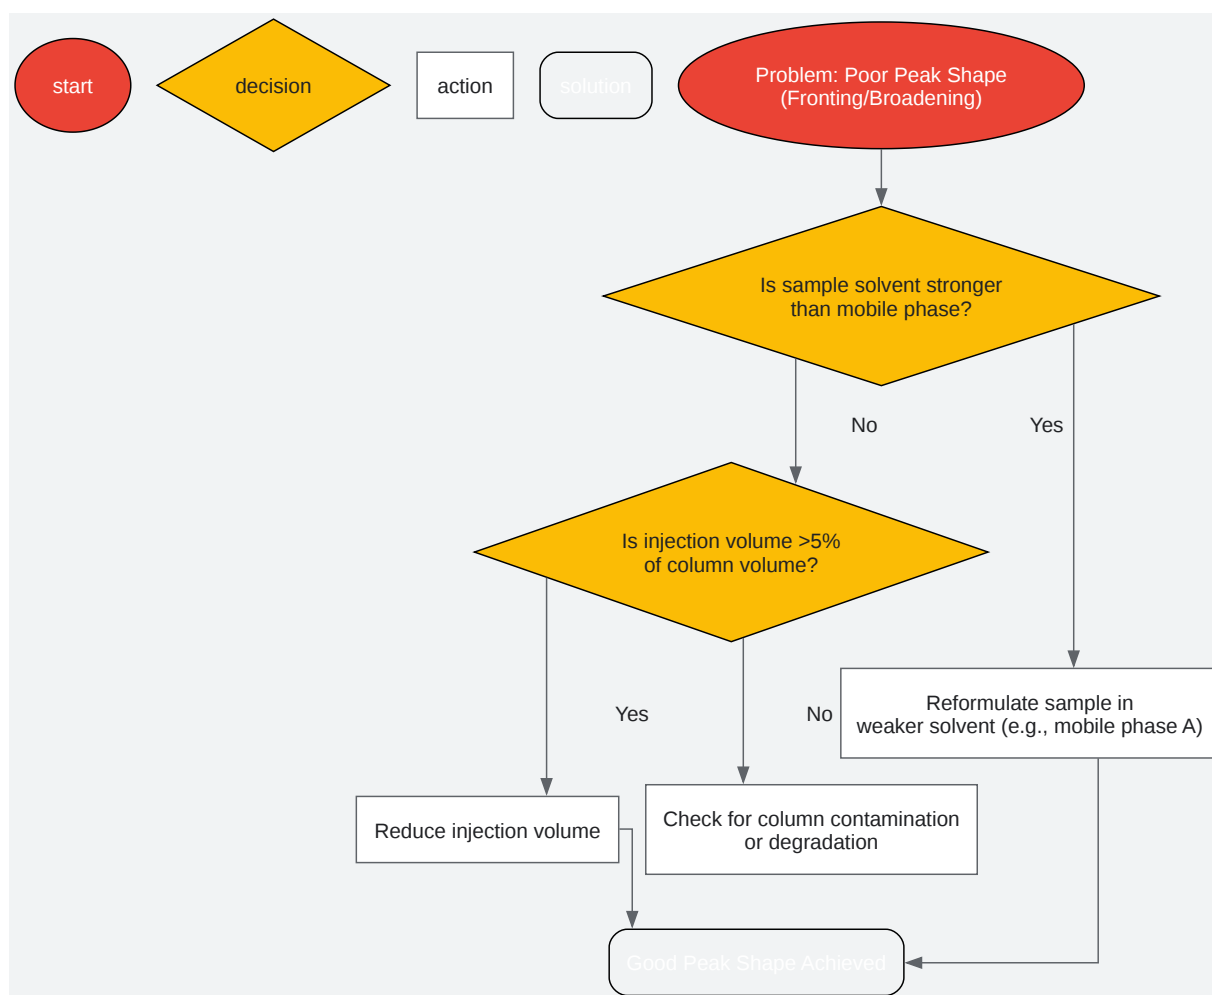 start
decision
action
solution
Problem: Poor Peak Shape
(Fronting/Broadening)
Is sample solvent stronger
than mobile phase?
No
Yes
Is injection volume >5%
of column volume?
Yes
No
Reformulate sample in
weaker solvent (e.g., mobile phase A)
Reduce injection volume
Check for column contamination
or degradation
Good Peak Shape Achieved